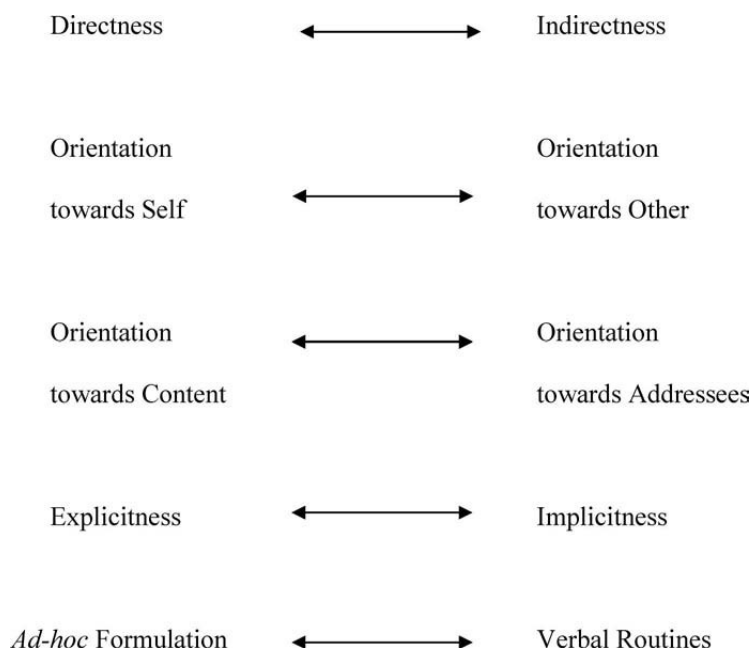 Directness Indirectness
Orientation Orientation
towards Self towards Other
Orientation Orientation
towards Content towards Addressees
Explicitness Implicitness
Ad-hoc Formulation Verbal Routines